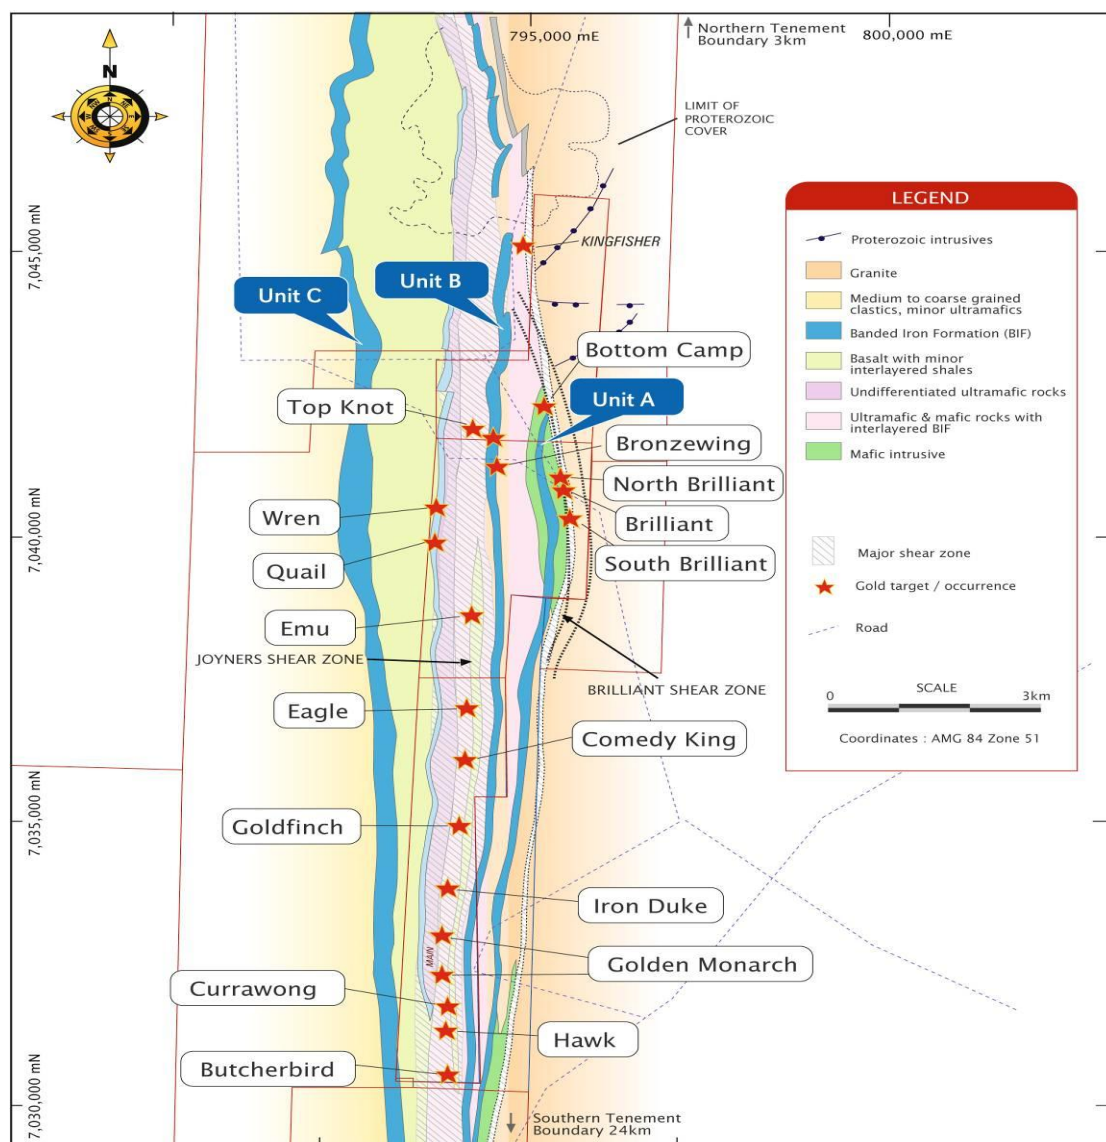 Northern Tenement
Boundary 3km
795,000 mE
800,000 mE
N
LIMIT OF
PROTEROZOIC
COVER
7,045,000 mN
KINGFISHER
Unit C
Unit B
Bottom Camp
Top Knot
Unit A
Bronzewing
North Brilliant
Wren
Brilliant
7,040,000 mN
Quail
South Brilliant
Emu
JOYNERS SHEAR ZONE
BRILLIANT SHEAR ZONE
Eagle
Comedy King
Goldfinch
7,035,000 mN
Iron Duke
MAIN
Golden Monarch
Currawong
Hawk
Butcherbird
7,030,000 mN
Southern Tenement
Boundary 24km
LEGEND
Proterozoic intrusives
Granite
Medium to coarse grained
clastics, minor ultramafics
Banded Iron Formation (BIF)
Basalt with minor
interlayered shales
Undifferentiated ultramafic rocks
Ultramafic & mafic rocks with
interlayered BIF
Mafic intrusive
Major shear zone
Gold target / occurrence
Road
SCALE
0 3km
Coordinates : AMG 84 Zone 51